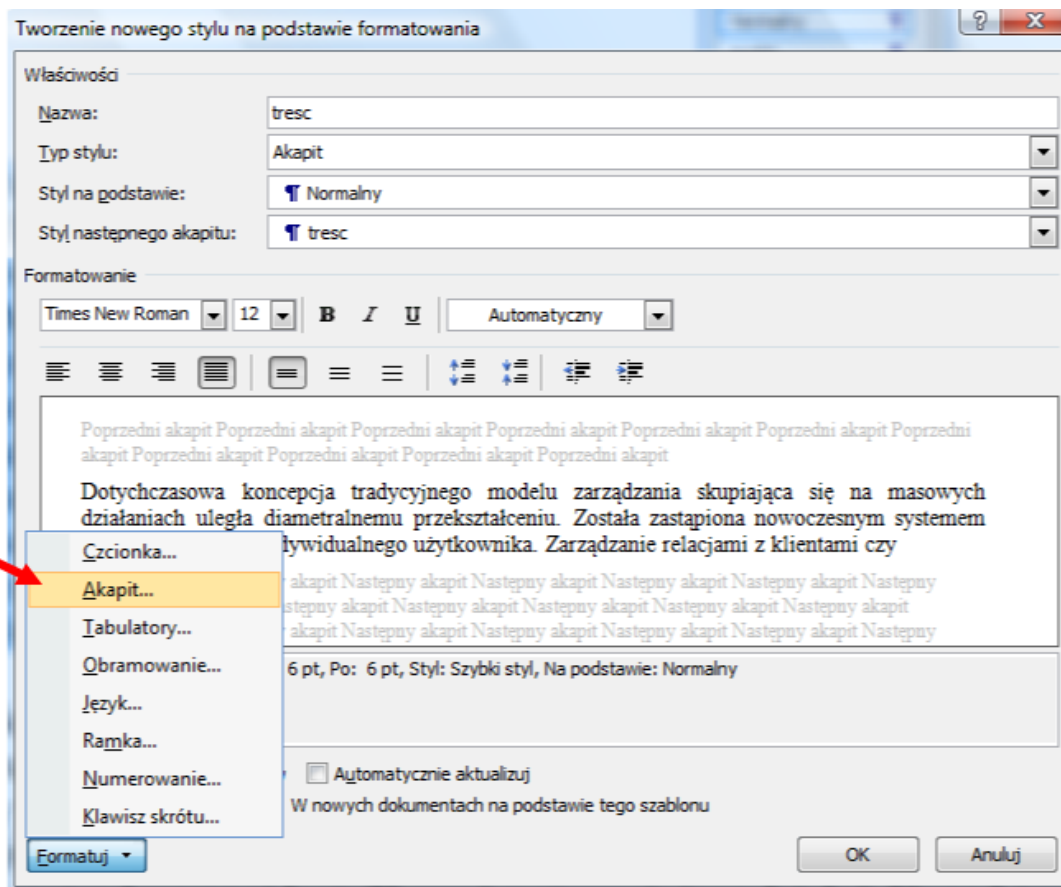 Tworzenie nowego stylu na podstawie formatowania
Właściwości
Nazwa: tresc
Typ stylu: Akapit
Styl na podstawie: ¶ Normalny
Styl następnego akapitu: ¶ tresc
Formatowanie
Times New Roman 12 B I U Automatyczny
Poprzedni akapit Poprzedni akapit Poprzedni akapit Poprzedni akapit Poprzedni akapit Poprzedni akapit Poprzedni
akapit Poprzedni akapit Poprzedni akapit Poprzedni akapit Poprzedni akapit
Dotychczasowa koncepcja tradycyjnego modelu zarządzania skupiająca się na masowych
działaniach uległa diametralnemu przekształceniu. Została zastąpiona nowoczesnym systemem
dywidualnego użytkownika. Zarządzanie relacjami z klientami czy
akapit Następny akapit Następny akapit Następny akapit Następny akapit Następny
stępny akapit Następny akapit Następny akapit Następny akapit Następny akapit
akapit Następny akapit Następny akapit Następny akapit Następny akapit Następny
6 pt, Po: 6 pt, Styl: Szybki styl, Na podstawie: Normalny
Automatycznie aktualizuj
W nowych dokumentach na podstawie tego szablonu
Czcionka...
Akapit...
Tabulatory...
Obramowanie...
Język...
Ramka...
Numerowanie...
Klawisz skrótu...
Formatuj OK Anuluj